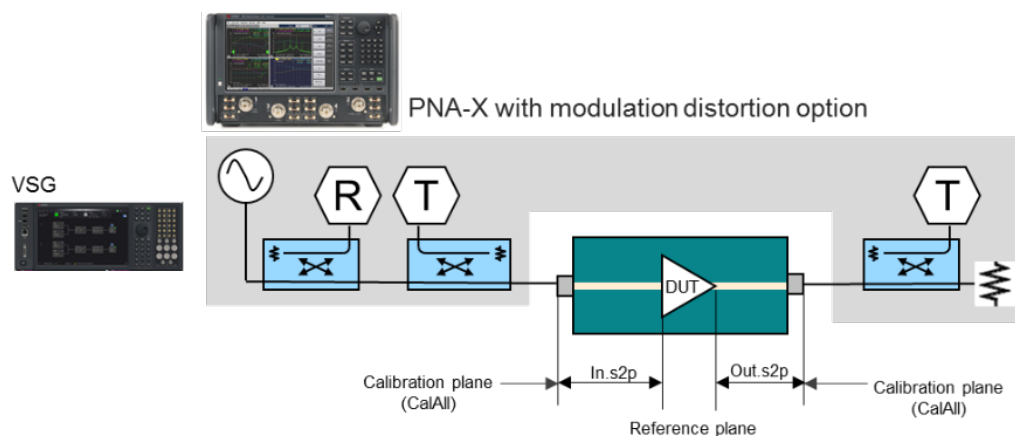 PNA-X with modulation distortion option
VSG
R
T
T
DUT
In.s2p
Out.s2p
Calibration plane
(CalAll)
Calibration plane
(CalAll)
Reference plane